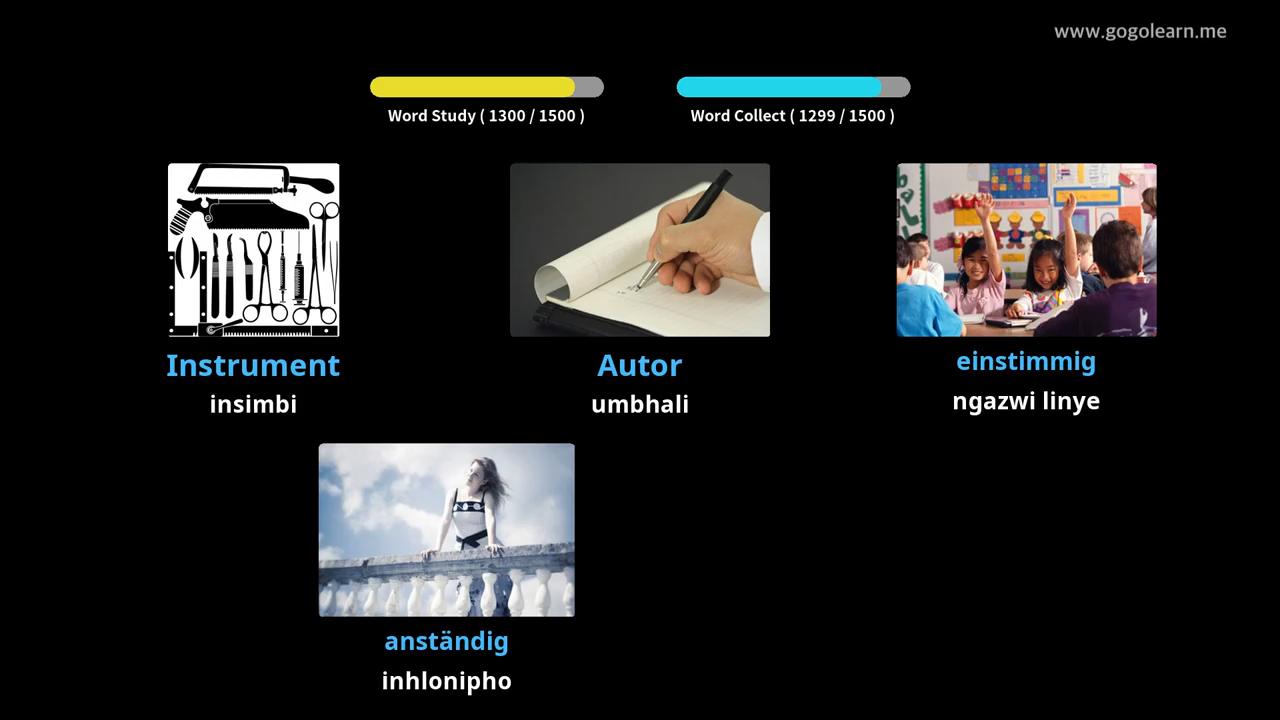 www.gogolearn.me
Word Study ( 1300 / 1500 )
Word Collect ( 1299 / 1500 )
Instrument
insimbi
Autor
umbhali
einstimmig
ngazwi linye
anständig
inhlonipho